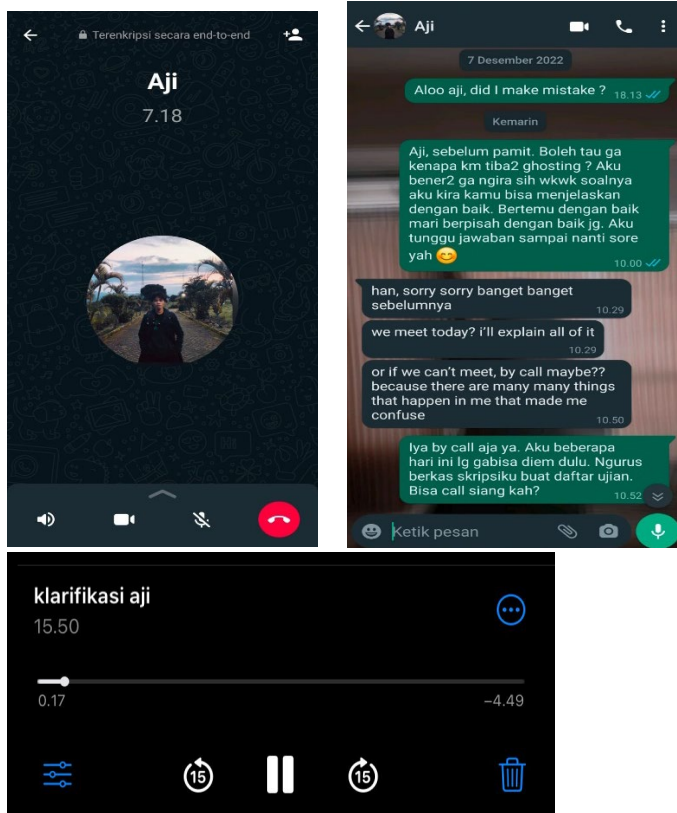 Terenkripsi secara end-to-end
Aji
7.18
Aji
7 Desember 2022
Aloo aji, did I make mistake ?
18.13
Kemarin
Aji, sebelum pamit. Boleh tau ga
kenapa km tiba2 ghosting ? Aku
bener2 ga ngira sih wkwk soalnya
aku kira kamu bisa menjelaskan
dengan baik. Bertemu dengan baik
mari berpisah dengan baik jg. Aku
tunggu jawaban sampai nanti sore
yah 😊
10.00
han, sorry sorry banget banget
sebelumnya
10.29
we meet today? i'll explain all of it
10.29
or if we can't meet, by call maybe??
because there are many many things
that happen in me that made me
confuse
10.50
Iya by call aja ya. Aku beberapa
hari ini lg gabisa diem dulu. Ngurus
berkas skripsiku buat daftar ujian.
Bisa call siang kah?
10.52
Ketik pesan
klarifikasi aji
15.50
0.17
−4.49
15
15